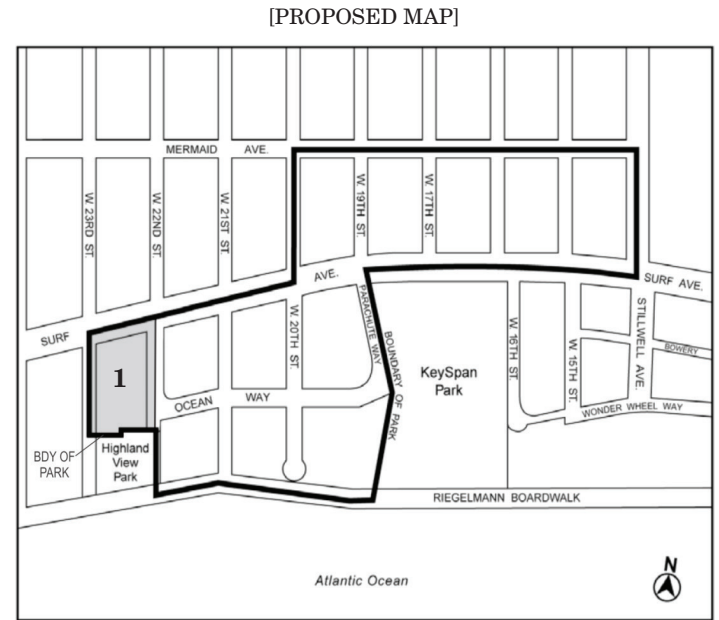 [PROPOSED MAP]
MERMAID AVE.
W. 23RD ST.
W. 22ND ST.
W. 21ST ST.
W. 19TH ST.
W. 17TH ST.
AVE.
SURF AVE.
SURF
PARACHUTE WAY
BOUNDARY OF PARK
W. 20TH ST.
W. 16TH ST.
W. 15TH ST.
STILLWELL AVE.
BOWERY
1
KeySpan
Park
OCEAN WAY
WONDER WHEEL WAY
BDY OF
PARK
Highland
View
Park
RIEGELMANN BOARDWALK
Atlantic Ocean
N